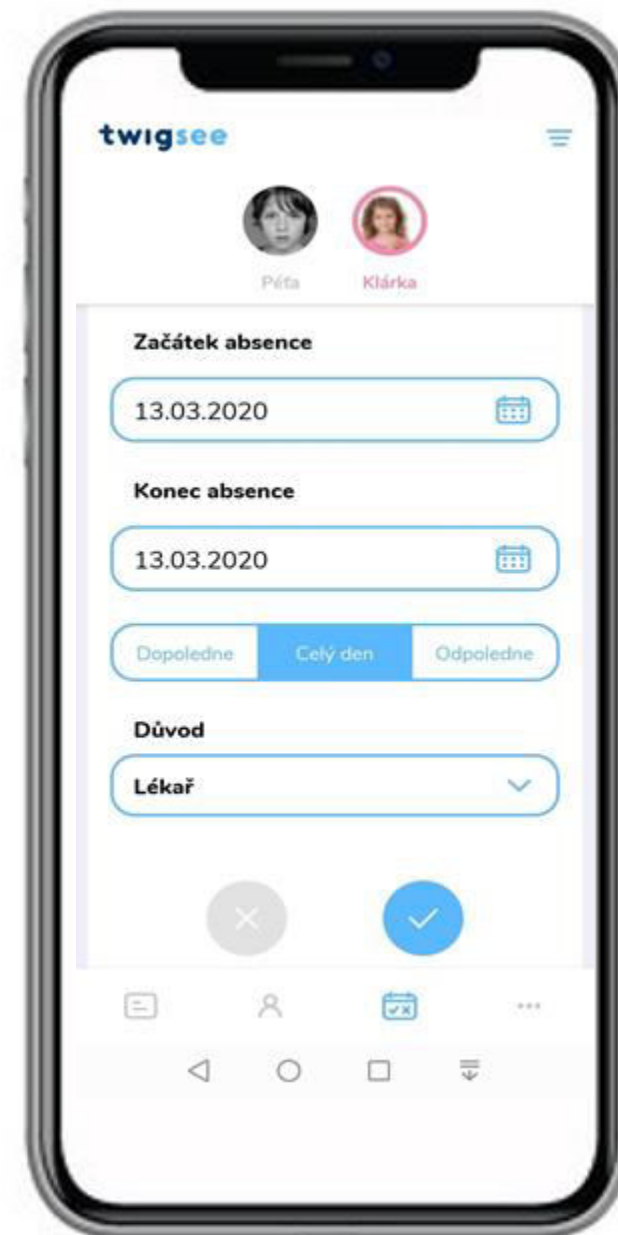 twigsee
Péťa Klárka
Začátek absence
13.03.2020
Konec absence
13.03.2020
Dopoledne Celý den Odpoledne
Důvod
Lékař